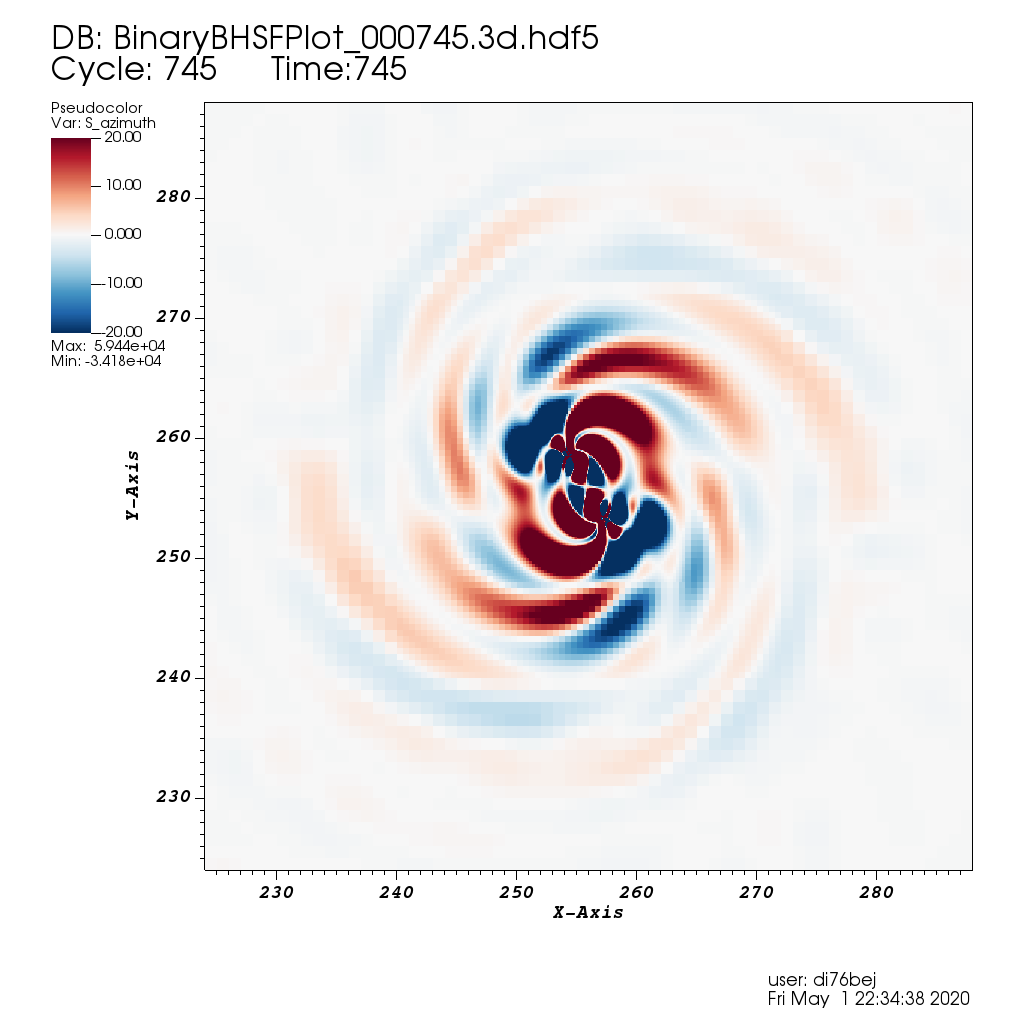 DB: BinaryBHSFPlot_000745.3d.hdf5
Cycle: 745 Time:745
Pseudocolor
Var: S_azimuth
20.00
10.00
0.000
-10.00
-20.00
Max: 5.944e+04
Min: -3.418e+04
280
270
260
250
240
230
Y-Axis
230 240 250 260 270 280
X-Axis
user: di76bej
Fri May 1 22:34:38 2020